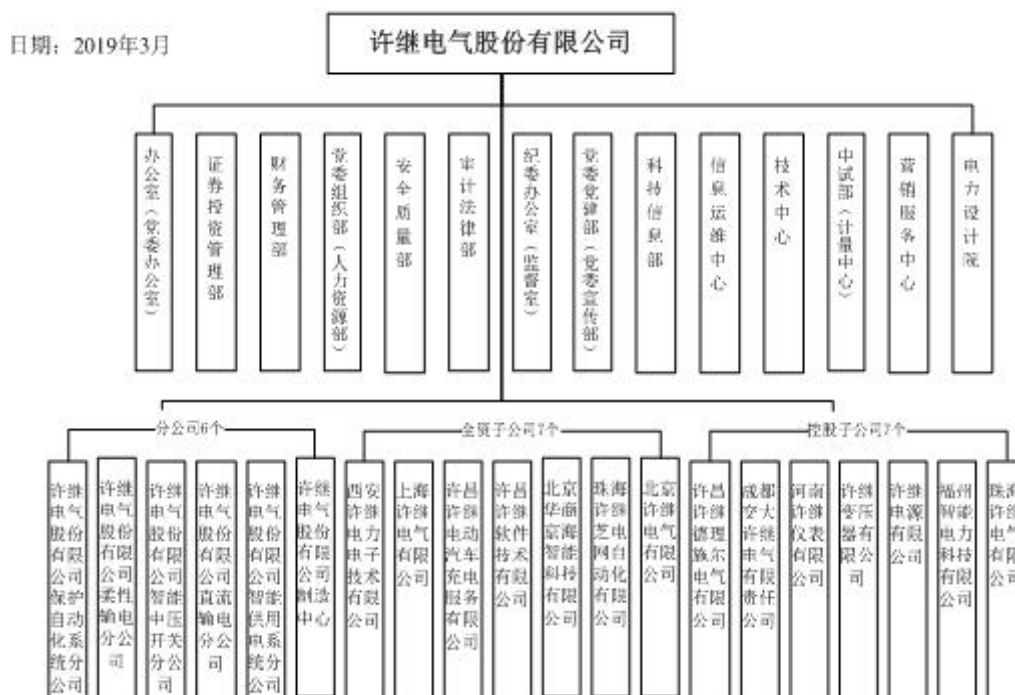 日期：2019年3月
许继电气股份有限公司
办公室（党委办公室）
证券投资管理部
财务管理部
党委组织部（人力资源部）
安全质量部
审计法律部
纪委办公室（监督室）
党委党建部（党委宣传部）
科技信息部
信息运维中心
技术中心
中试部（计量中心）
营销服务中心
电力设计院
分公司6个
全资子公司7个
控股子公司7个
许继电气股份有限公司保护自动化系统分公司
许继电气股份有限公司柔性输电分公司
许继电气股份有限公司智能中压开关分公司
许继电气股份有限公司直流输电分公司
许继电气股份有限公司智能供用电系统分公司
许继电气股份有限公司制造中心
西安许继电力电子技术有限公司
上海许继电气有限公司
许昌许继电动汽车充电服务有限公司
许昌许继软件技术有限公司
北京华商京海智能科技有限公司
珠海许继芝电网自动化有限公司
北京许继电气有限公司
许昌许继德理施尔电气有限公司
成都交大许继电气有限责任公司
河南许继仪表有限公司
许继变压器有限公司
许继电源有限公司
福州智能电力科技有限公司
珠海许继电气有限公司